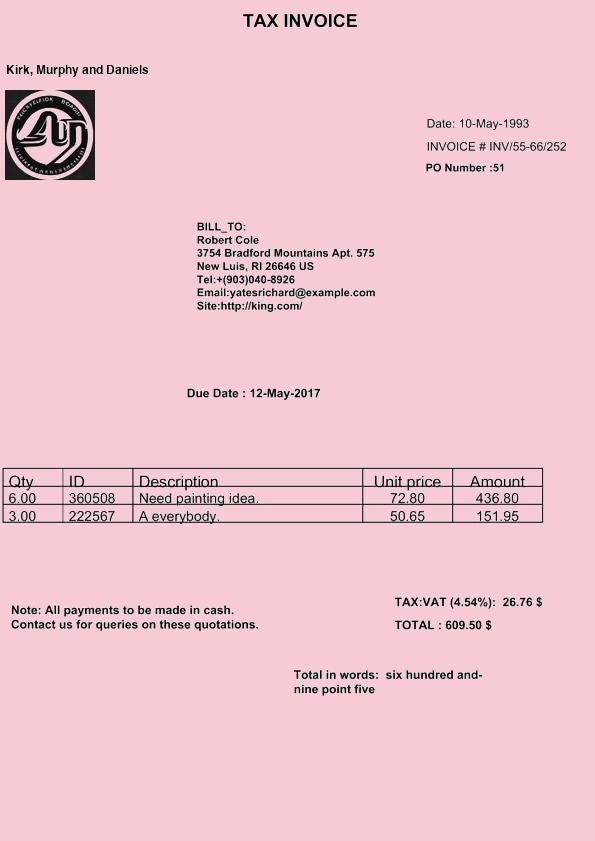 TAX INVOICE
Kirk, Murphy and Daniels
Date: 10-May-1993
INVOICE # INV/55-66/252
PO Number :51
BILL_TO:
Robert Cole
3754 Bradford Mountains Apt. 575
New Luis, RI 26646 US
Tel:+(903)040-8926
Email:yatesrichard@example.com
Site:http://king.com/
Due Date : 12-May-2017
Qty ID Description Unit price Amount
6.00 360508 Need painting idea. 72.80 436.80
3.00 222567 A everybody. 50.65 151.95
TAX:VAT (4.54%): 26.76 $
Note: All payments to be made in cash.
Contact us for queries on these quotations.
TOTAL : 609.50 $
Total in words: six hundred and-
nine point five